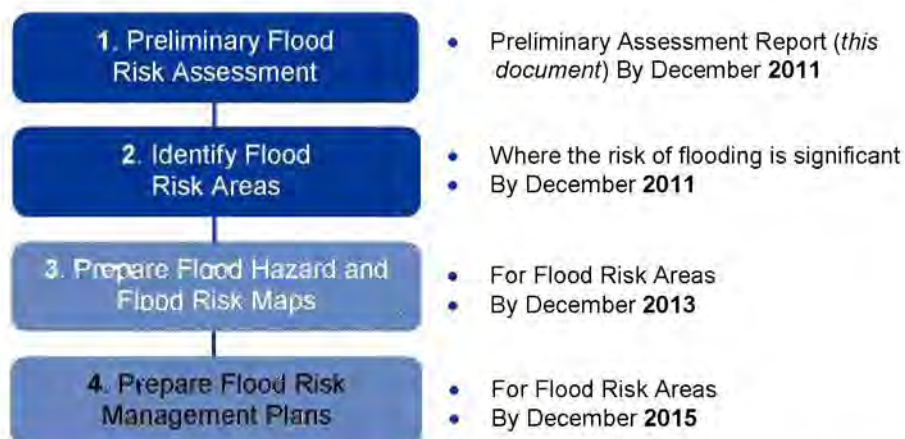 1. Preliminary Flood
Risk Assessment
• Preliminary Assessment Report (this
document) By December 2011
2. Identify Flood
Risk Areas
• Where the risk of flooding is significant
• By December 2011
3. Prepare Flood Hazard and
Flood Risk Maps
• For Flood Risk Areas
• By December 2013
4. Prepare Flood Risk
Management Plans
• For Flood Risk Areas
• By December 2015